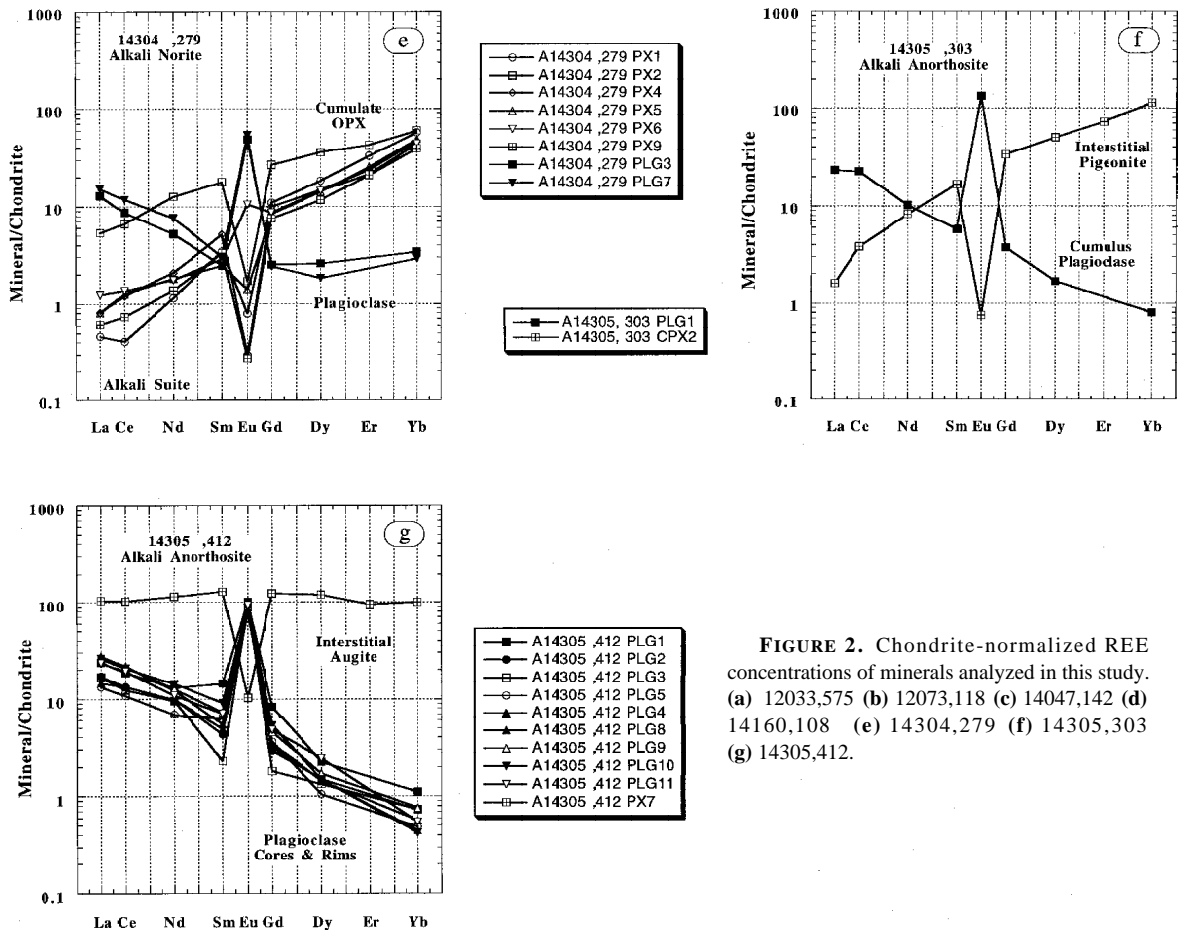 1000
100
10
1
0.1
Mineral/Chondrite
14304 ,279
Alkali Norite
e
Cumulate
OPX
Plagioclase
Alkali Suite
La Ce Nd Sm Eu Gd Dy Er Yb
A14304 ,279 PX1
A14304 ,279 PX2
A14304 ,279 PX4
A14304 ,279 PX5
A14304 ,279 PX6
A14304 ,279 PX9
A14304 ,279 PLG3
A14304 ,279 PLG7
A14305, 303 PLG1
A14305, 303 CPX2
1000
100
10
1
0.1
Mineral/Chondrite
14305 ,303
Alkali Anorthosite
f
Interstitial
Pigeonite
Cumulus
Plagioclase
La Ce Nd Sm Eu Gd Dy Er Yb
1000
100
10
1
0.1
Mineral/Chondrite
14305 ,412
Alkali Anorthosite
g
Interstitial
Augite
Plagioclase
Cores & Rims
La Ce Nd Sm Eu Gd Dy Er Yb
A14305 ,412 PLG1
A14305 ,412 PLG2
A14305 ,412 PLG3
A14305 ,412 PLG5
A14305 ,412 PLG4
A14305 ,412 PLG8
A14305 ,412 PLG9
A14305 ,412 PLG10
A14305 ,412 PLG11
A14305 ,412 PX7
FIGURE 2. Chondrite-normalized REE
concentrations of minerals analyzed in this study.
(a) 12033,575 (b) 12073,118 (c) 14047,142 (d)
14160,108 (e) 14304,279 (f) 14305,303
(g) 14305,412.